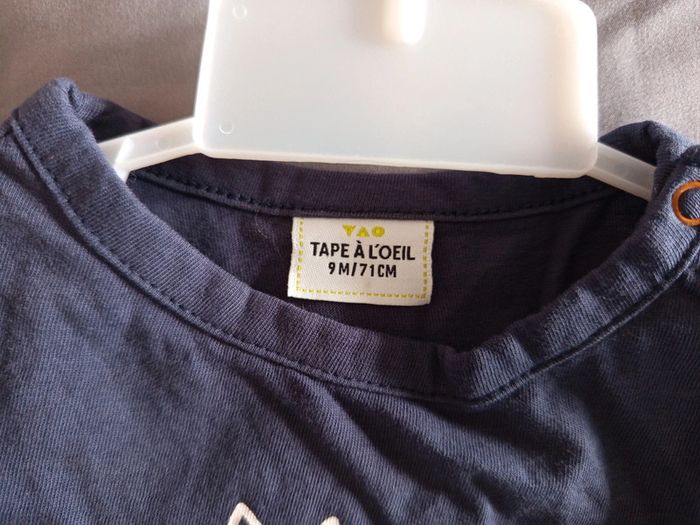 TAO
TAPE À L'OEIL
9M/71CM